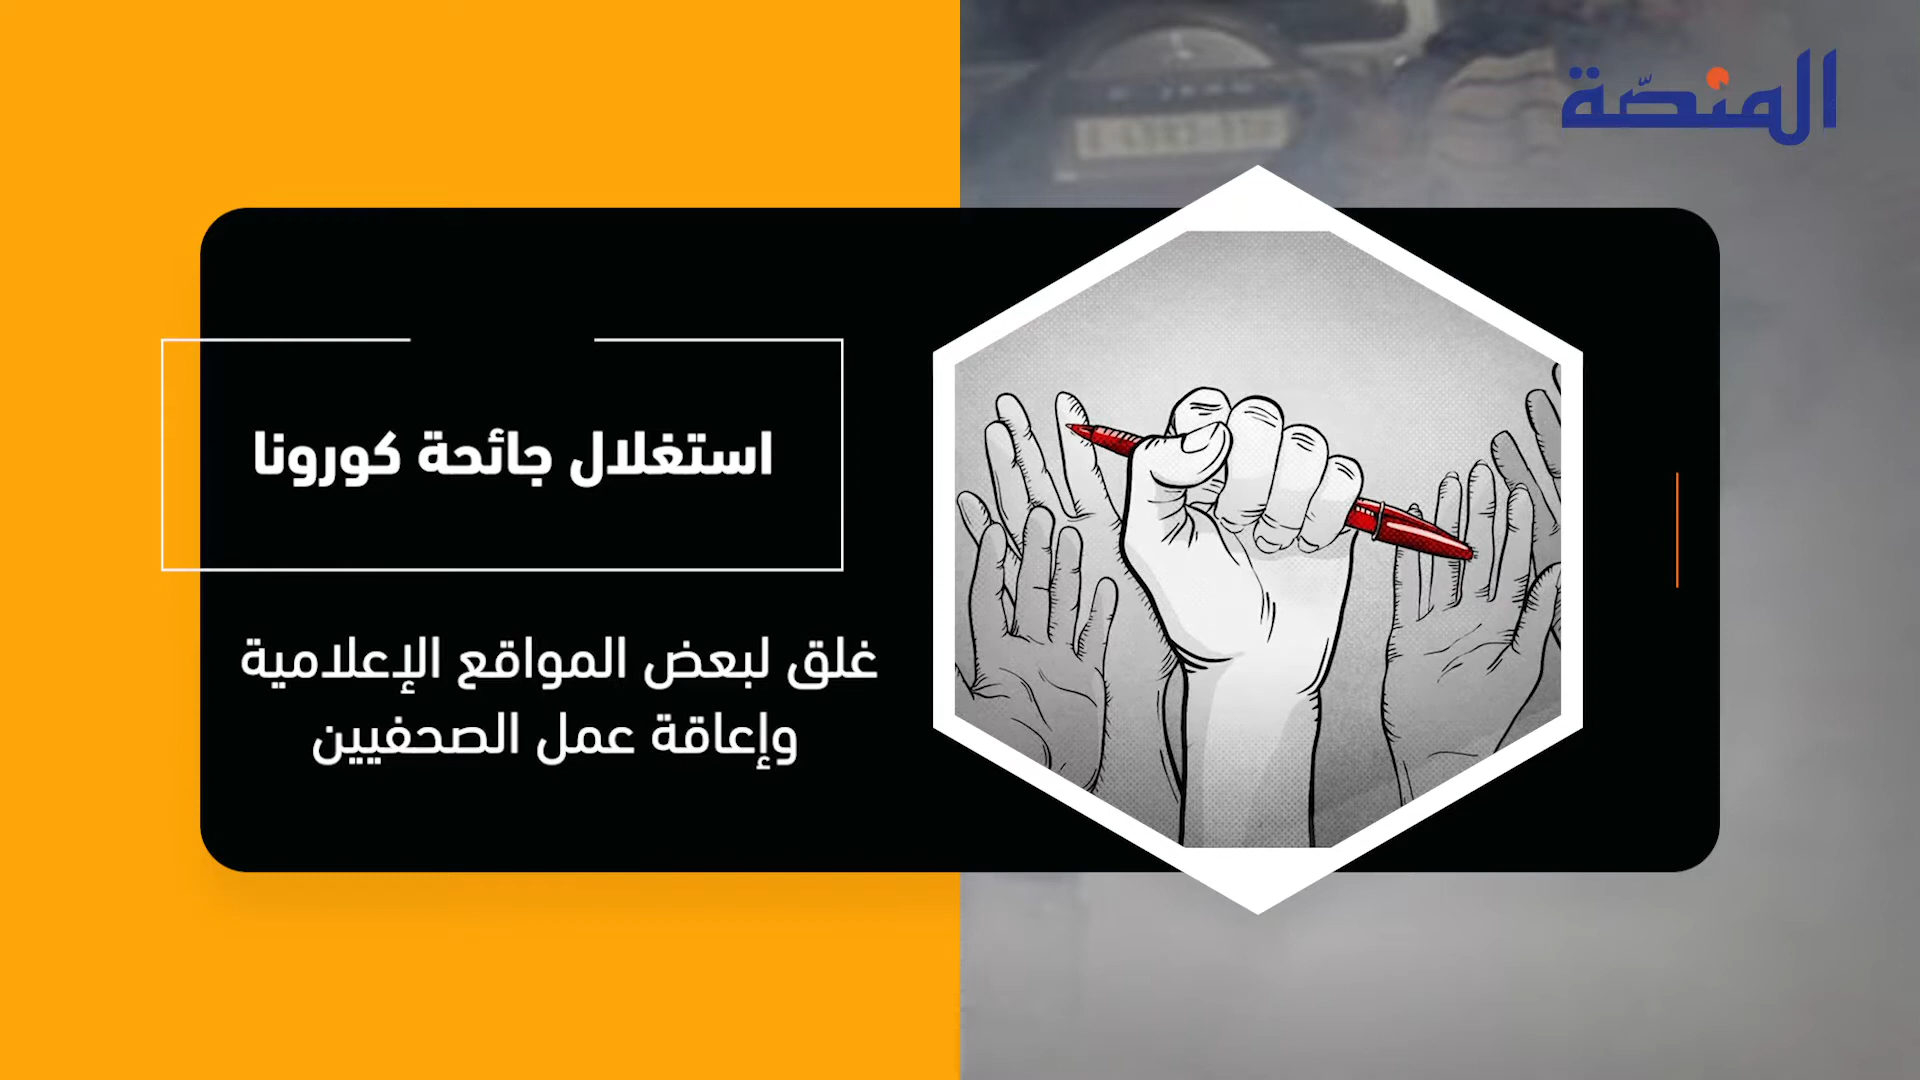 المنصّة
استغلال جائحة كورونا
غلق لبعض المواقع الإعلامية
وإعاقة عمل الصحفيين